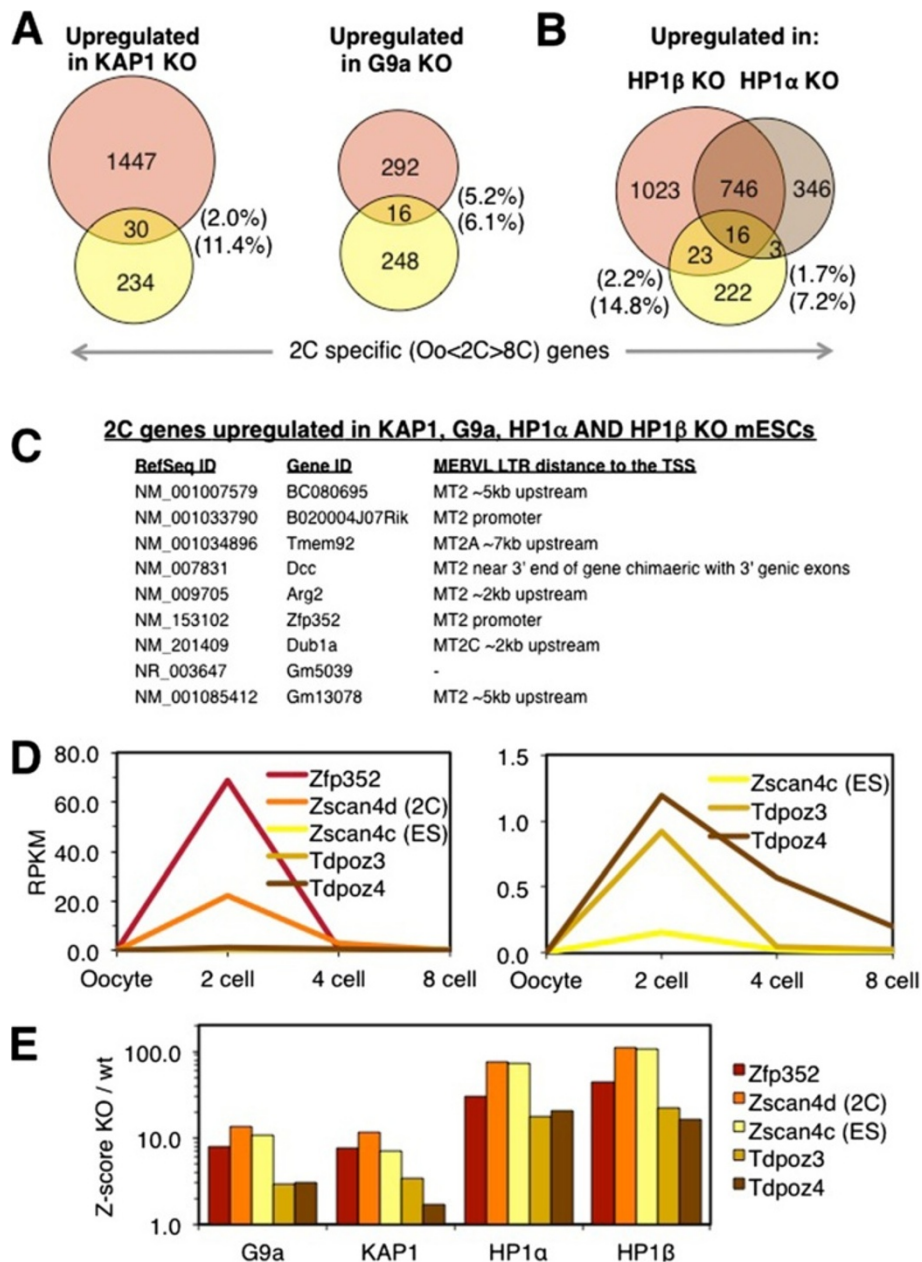 A
Upregulated
in KAP1 KO
1447
30
(2.0%)
(11.4%)
234
Upregulated
in G9a KO
292
16
(5.2%)
(6.1%)
248
B
Upregulated in:
HP1β KO HP1α KO
1023
746
346
16
23
3
222
(2.2%)
(14.8%)
(1.7%)
(7.2%)
2C specific (Oo<2C>8C) genes
C
2C genes upregulated in KAP1, G9a, HP1α AND HP1β KO mESCs
RefSeq ID Gene ID MERVL LTR distance to the TSS
NM_001007579 BC080695 MT2 ~5kb upstream
NM_001033790 B020004J07Rik MT2 promoter
NM_001034896 Tmem92 MT2A ~7kb upstream
NM_007831 Dcc MT2 near 3' end of gene chimaeric with 3' genic exons
NM_009705 Arg2 MT2 ~2kb upstream
NM_153102 Zfp352 MT2 promoter
NM_201409 Dub1a MT2C ~2kb upstream
NR_003647 Gm5039 -
NM_001085412 Gm13078 MT2 ~5kb upstream
D
RPKM
80.0
60.0
40.0
20.0
0.0
Oocyte 2 cell 4 cell 8 cell
Zfp352
Zscan4d (2C)
Zscan4c (ES)
Tdpoz3
Tdpoz4
1.5
1.0
0.5
0.0
Oocyte 2 cell 4 cell 8 cell
Zscan4c (ES)
Tdpoz3
Tdpoz4
E
Z-score KO / wt
100.0
10.0
1.0
G9a KAP1 HP1α HP1β
Zfp352
Zscan4d (2C)
Zscan4c (ES)
Tdpoz3
Tdpoz4